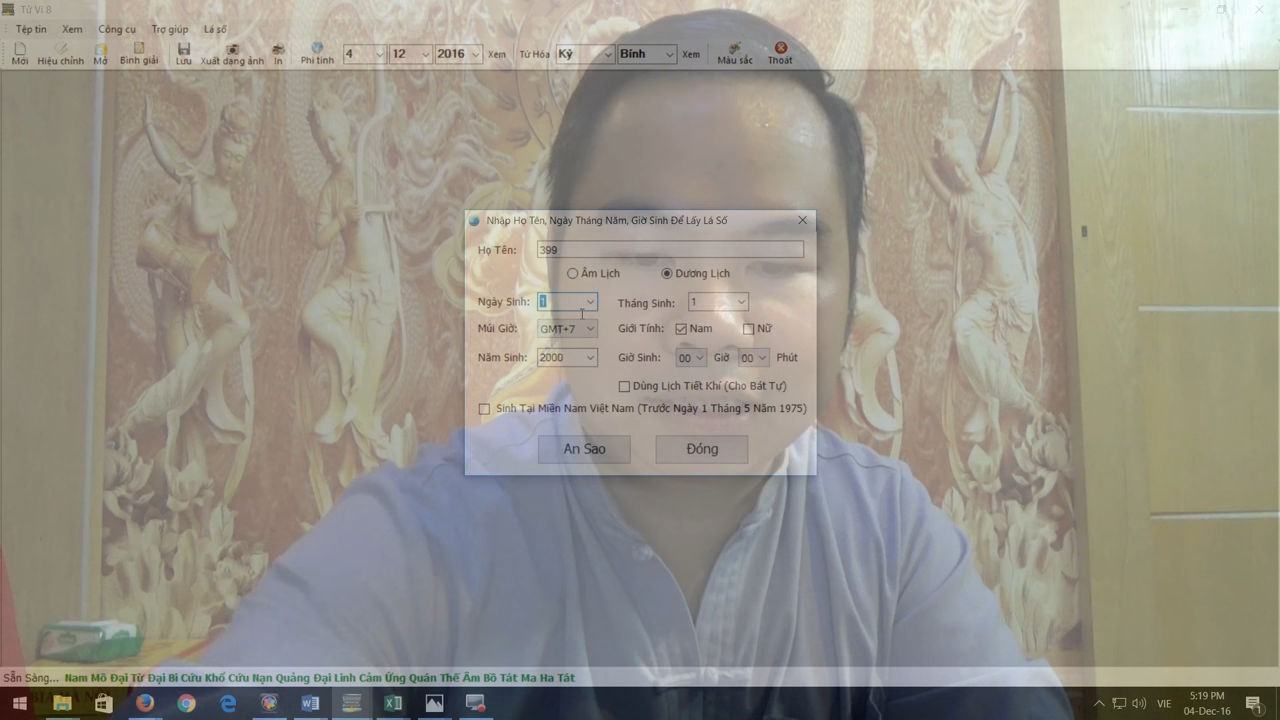 Tử Vi 8
Tệp tin Xem Công cụ Trợ giúp Lá số
Mới Hiệu chỉnh Mở Bình giải Lưu Xuất dạng ảnh In Phi tinh 4 12 2016 Xem Tứ Hóa Kỷ Bính Xem Màu sắc Thoát
Nhập Họ Tên, Ngày Tháng Năm, Giờ Sinh Để Lấy Lá Số
Họ Tên: 399
Âm Lịch Dương Lịch
Ngày Sinh: 1 Tháng Sinh: 1
Múi Giờ: GMT+7 Giới Tính: Nam Nữ
Năm Sinh: 2000 Giờ Sinh: 00 Giờ 00 Phút
Dùng Lịch Tiết Khí (Cho Bát Tự)
Sinh Tại Miền Nam Việt Nam (Trước Ngày 1 Tháng 5 Năm 1975)
An Sao Đóng
Sẵn Sàng... Nam Mô Đại Từ Đại Bi Cứu Khổ Cứu Nạn Quảng Đại Linh Cảm Ứng Quán Thế Âm Bồ Tát Ma Ha Tát
VIE
5:19 PM
04-Dec-16
1